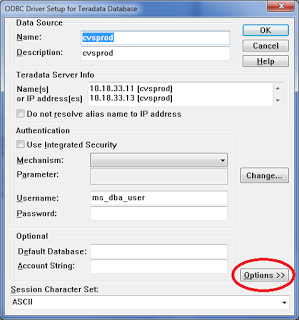 ODBC Driver Setup for Teradata Database
Data Source
Name: cvsprod
Description: cvsprod
OK
Cancel
Help
Teradata Server Info
Name(s) 10.18.33.11 (cvsprod)
or IP address(es) 10.18.33.13 (cvsprod)
Do not resolve alias name to IP address
Authentication
Use Integrated Security
Mechanism:
Parameter:
Change...
Username: ms_dba_user
Password:
Optional
Default Database:
Account String:
Options >>
Session Character Set:
ASCII